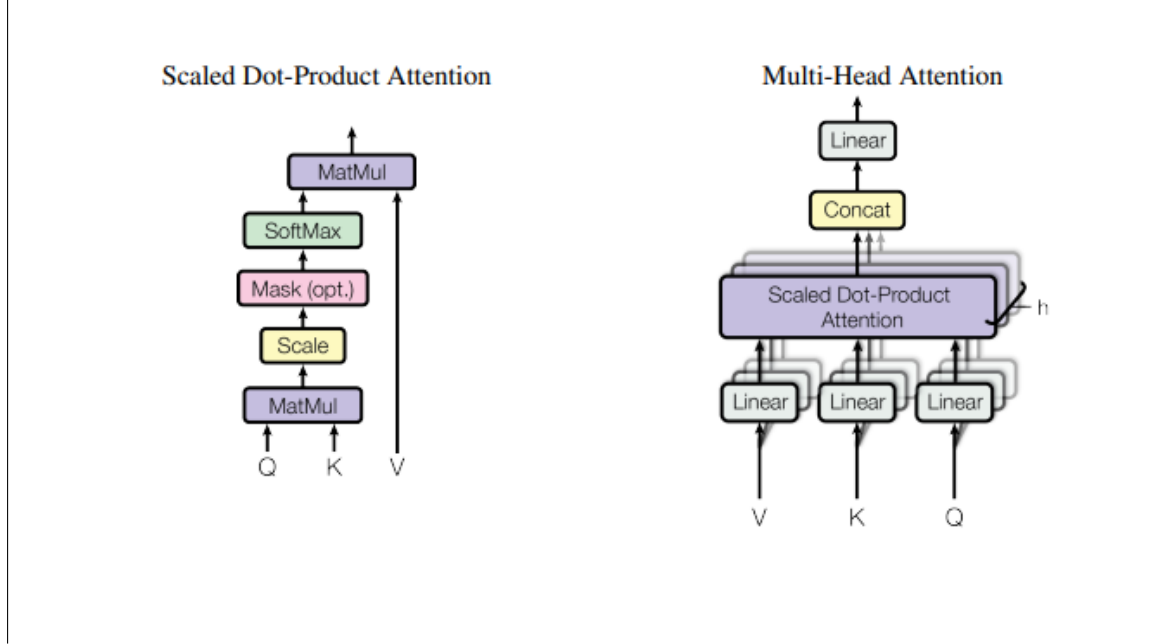 Scaled Dot-Product Attention
MatMul
SoftMax
Mask (opt.)
Scale
MatMul
Q K V
Multi-Head Attention
Linear
Concat
Scaled Dot-Product
Attention
h
Linear Linear Linear
V K Q